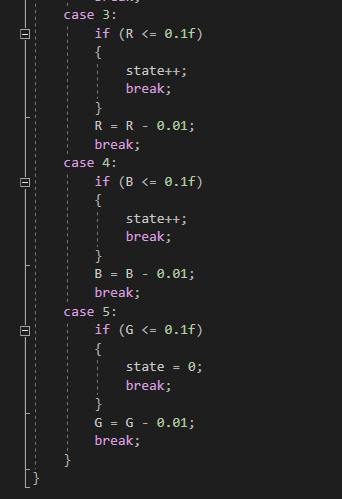 break;
case 3:
if (R <= 0.1f)
{
state++;
break;
}
R = R - 0.01;
break;
case 4:
if (B <= 0.1f)
{
state++;
break;
}
B = B - 0.01;
break;
case 5:
if (G <= 0.1f)
{
state = 0;
break;
}
G = G - 0.01;
break;
}
}